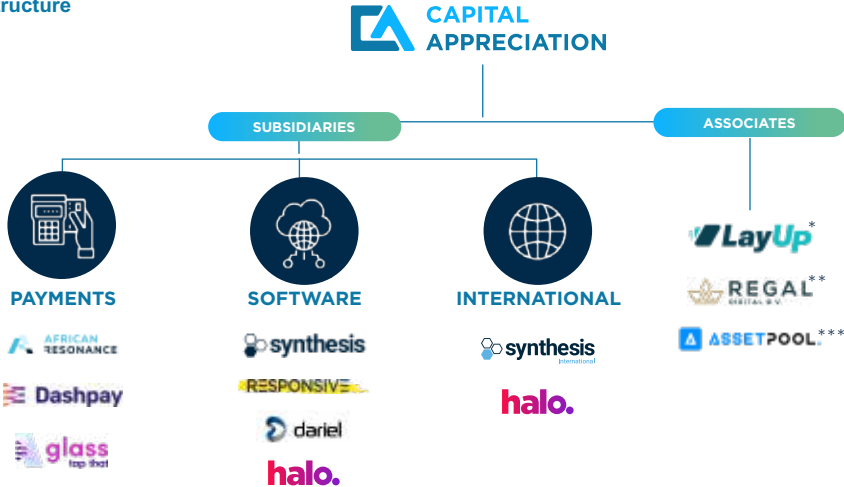 ructure
CAPITAL
APPRECIATION
SUBSIDIARIES
ASSOCIATES
PAYMENTS
AFRICAN
RESONANCE
Dashpay
glass
tap that
SOFTWARE
synthesis
RESPONSIVE
dariel
halo.
INTERNATIONAL
synthesis
International
halo.
LayUp*
REGAL**
DIGITAL B.V.
ASSETPOOL.***